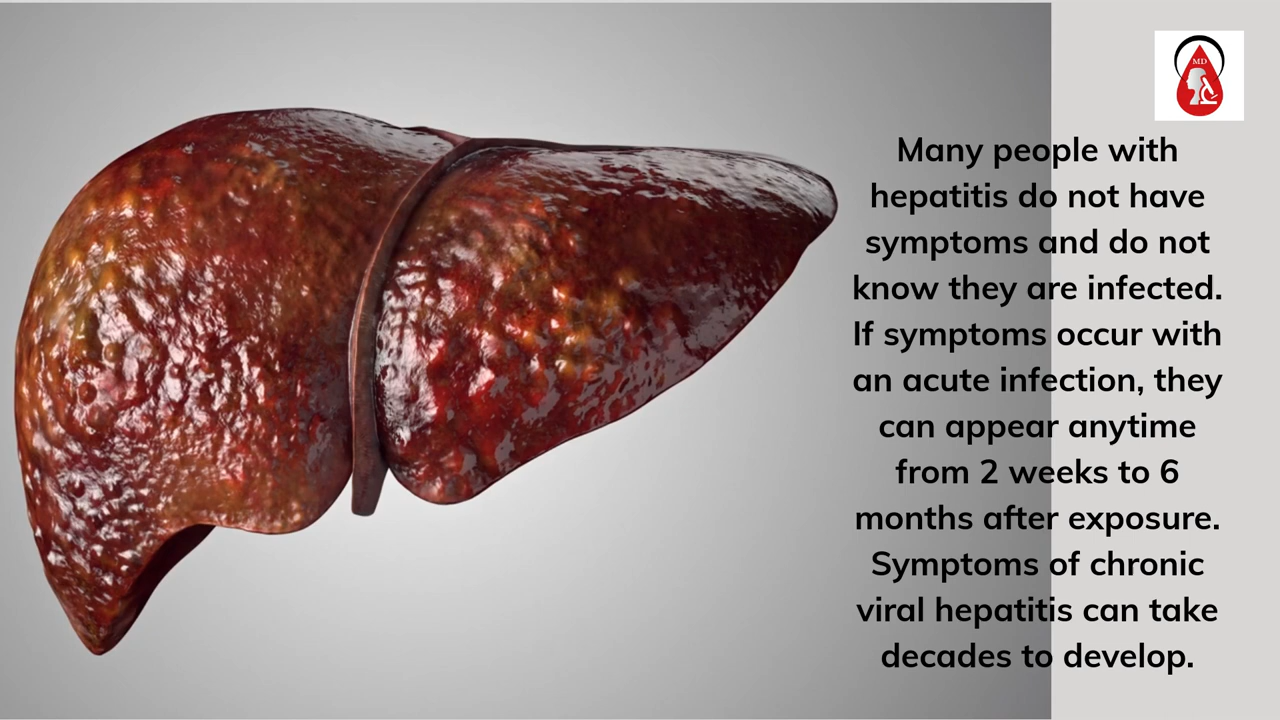 MD
Many people with
hepatitis do not have
symptoms and do not
know they are infected.
If symptoms occur with
an acute infection, they
can appear anytime
from 2 weeks to 6
months after exposure.
Symptoms of chronic
viral hepatitis can take
decades to develop.